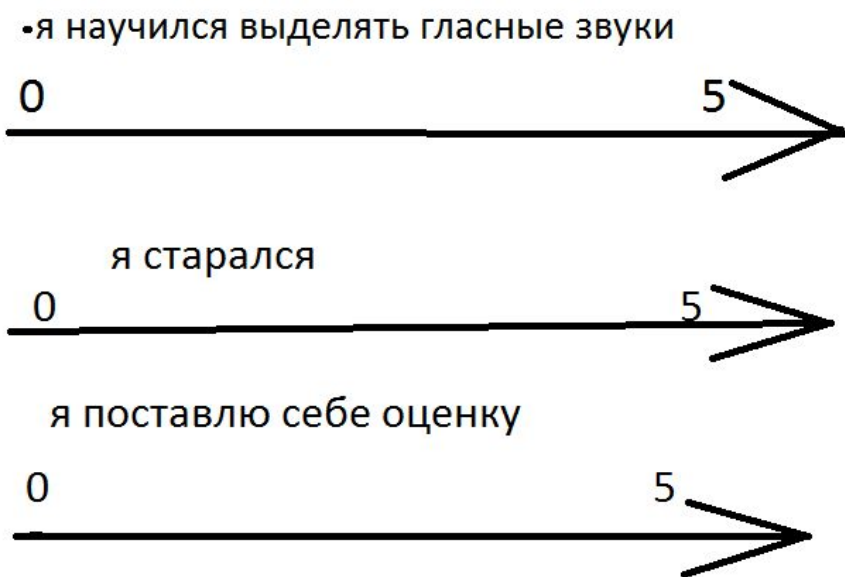 -я научился выделять гласные звуки
0 5
я старался
0 5
я поставлю себе оценку
0 5